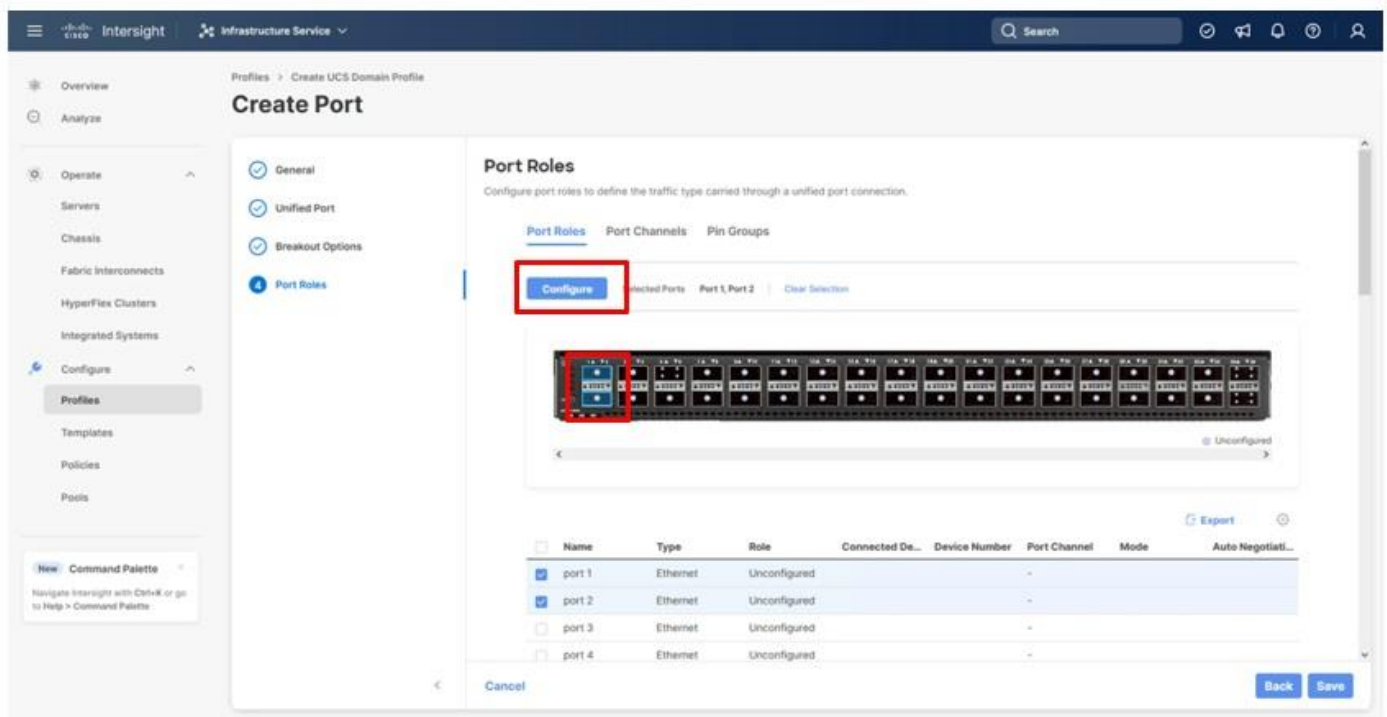 cisco Intersight
Infrastructure Service
Search
Overview
Analyze
Operate
Servers
Chassis
Fabric Interconnects
HyperFlex Clusters
Integrated Systems
Configure
Profiles
Templates
Policies
Pools
New Command Palette
Navigate Intersight with Ctrl+K or go
to Help > Command Palette
Profiles > Create UCS Domain Profile
Create Port
General
Unified Port
Breakout Options
4 Port Roles
Port Roles
Configure port roles to define the traffic type carried through a unified port connection.
Port Roles Port Channels Pin Groups
Configure Selected Ports Port 1, Port 2 Clear Selection
Unconfigured
Export
Name Type Role Connected De... Device Number Port Channel Mode Auto Negotiati...
port 1 Ethernet Unconfigured -
port 2 Ethernet Unconfigured -
port 3 Ethernet Unconfigured -
port 4 Ethernet Unconfigured -
Cancel Back Save